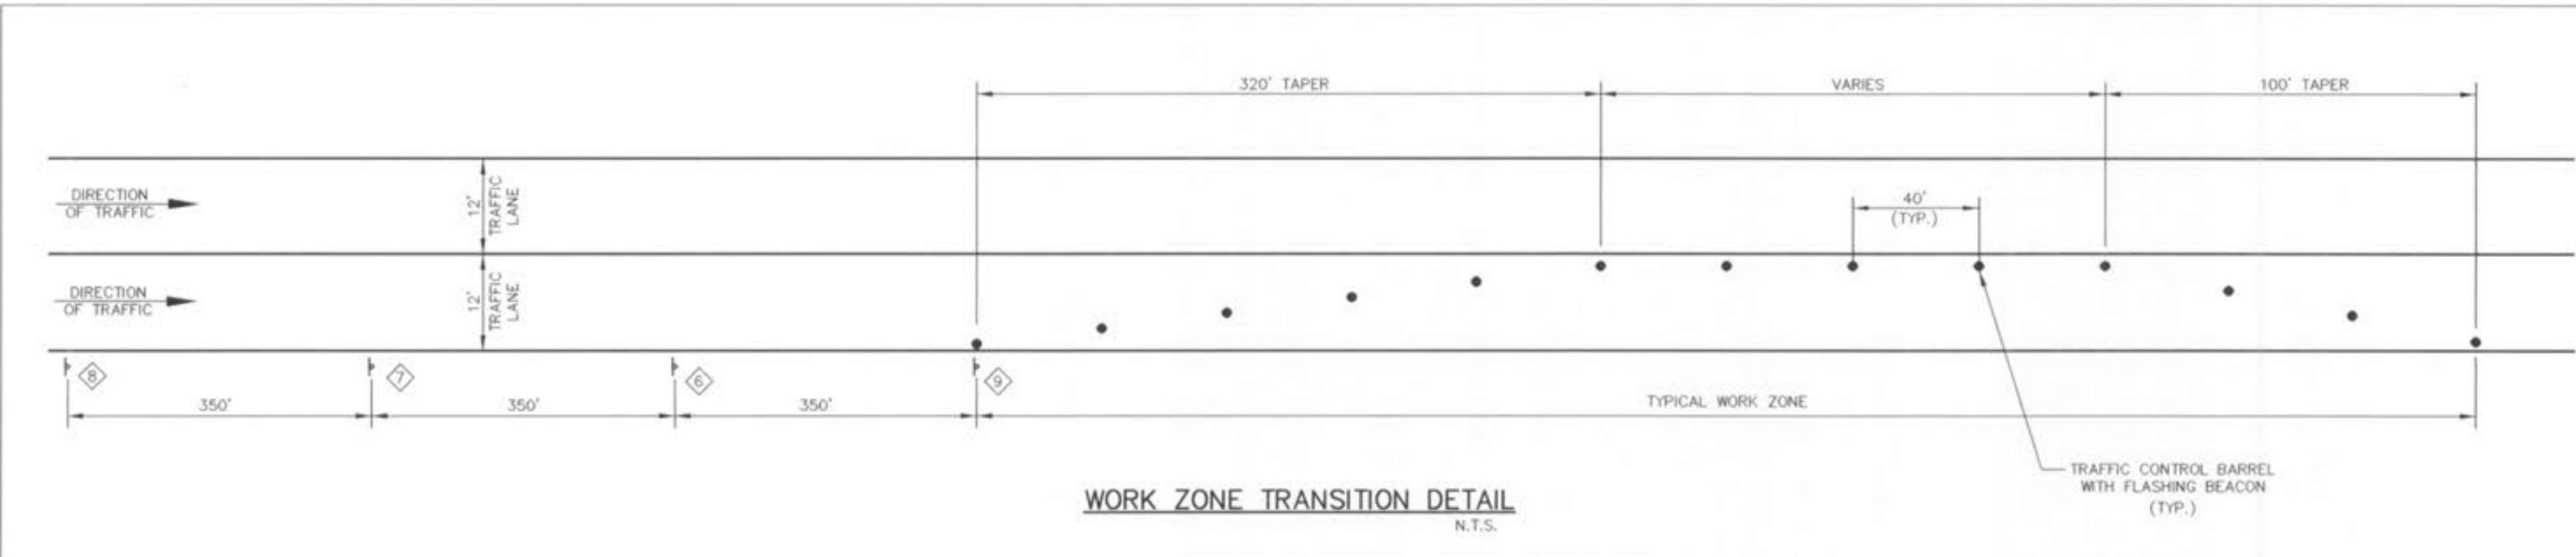 320' TAPER
VARIES
100' TAPER
DIRECTION
OF TRAFFIC
12'
TRAFFIC
LANE
40'
(TYP.)
DIRECTION
OF TRAFFIC
12'
TRAFFIC
LANE
8
7
6
9
350'
350'
350'
TYPICAL WORK ZONE
TRAFFIC CONTROL BARREL
WITH FLASHING BEACON
(TYP.)
WORK ZONE TRANSITION DETAIL
N.T.S.